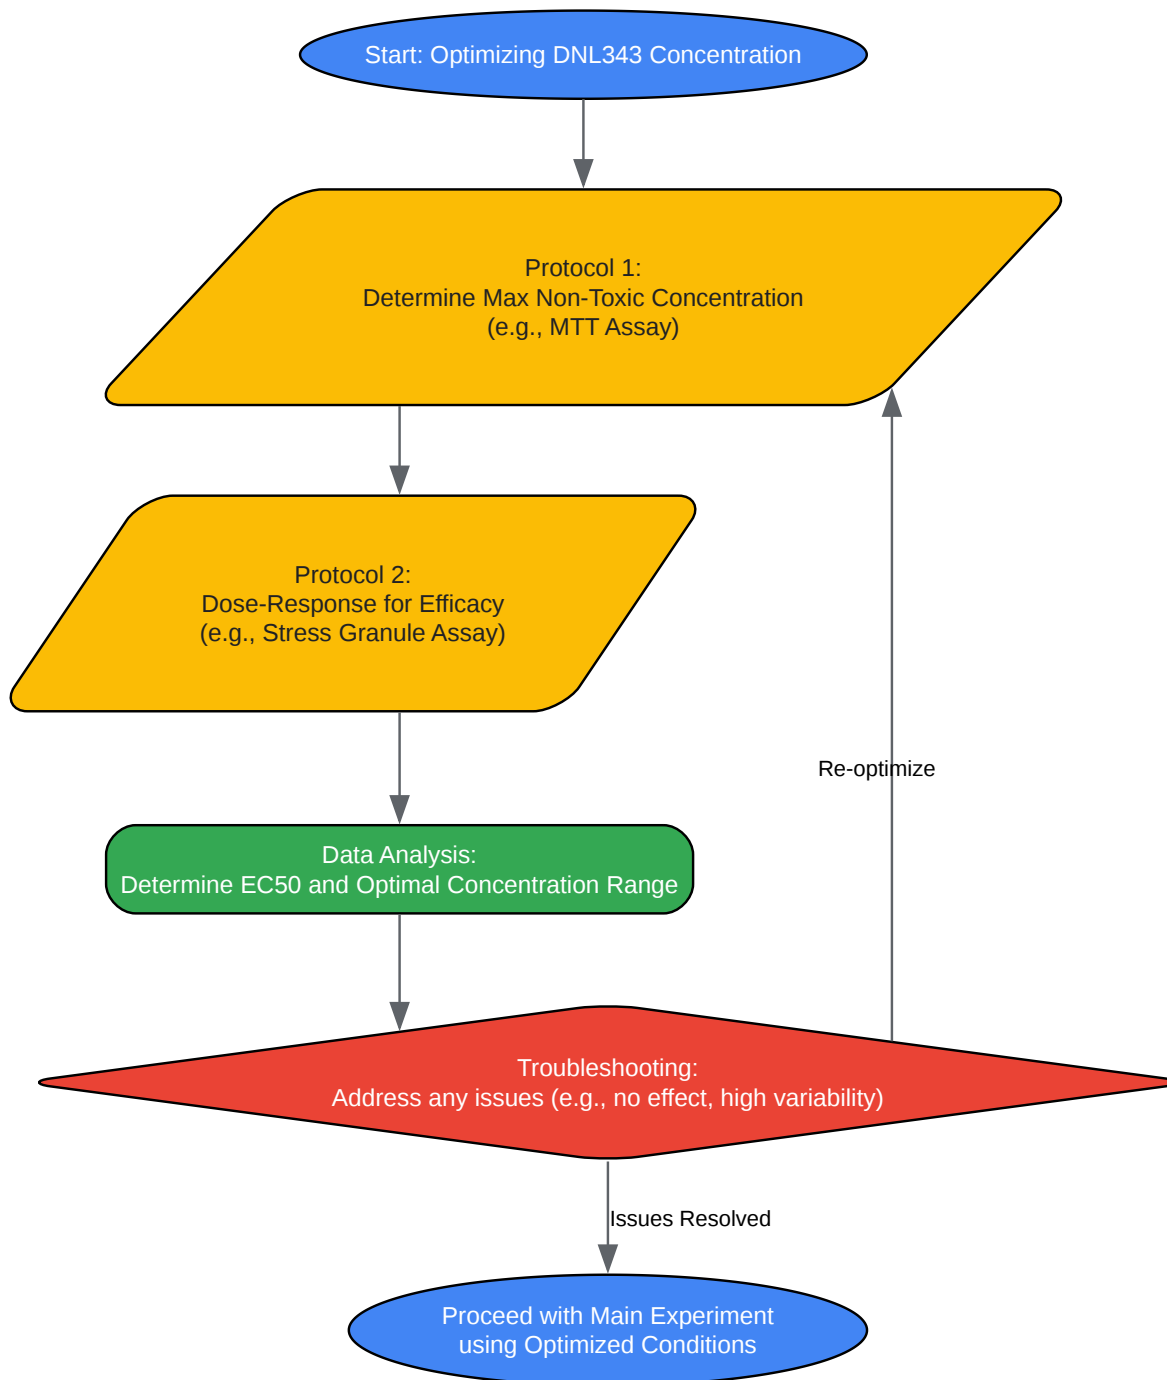 Start: Optimizing DNL343 Concentration
Protocol 1:
Determine Max Non-Toxic Concentration
(e.g., MTT Assay)
Protocol 2:
Dose-Response for Efficacy
(e.g., Stress Granule Assay)
Re-optimize
Data Analysis:
Determine EC50 and Optimal Concentration Range
Troubleshooting:
Address any issues (e.g., no effect, high variability)
Issues Resolved
Proceed with Main Experiment
using Optimized Conditions